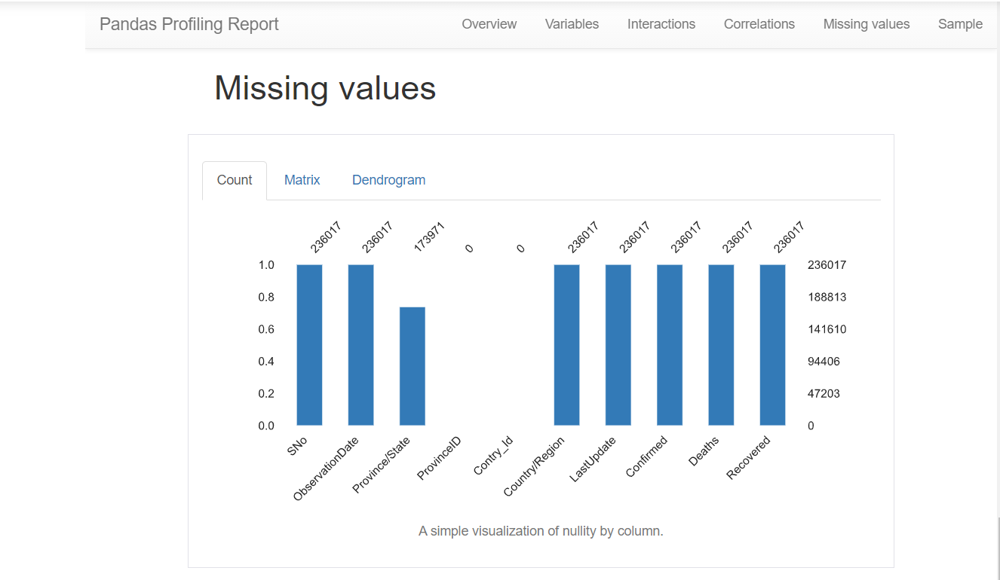 Pandas Profiling Report Overview Variables Interactions Correlations Missing values Sample
Missing values
Count Matrix Dendrogram
236017 236017 173971 0 0 236017 236017 236017 236017 236017
1.0 236017
0.8 188813
0.6 141610
0.4 94406
0.2 47203
0.0 0
SNo ObservationDate Province/State ProvinceID Contry_Id Country/Region LastUpdate Confirmed Deaths Recovered
A simple visualization of nullity by column.